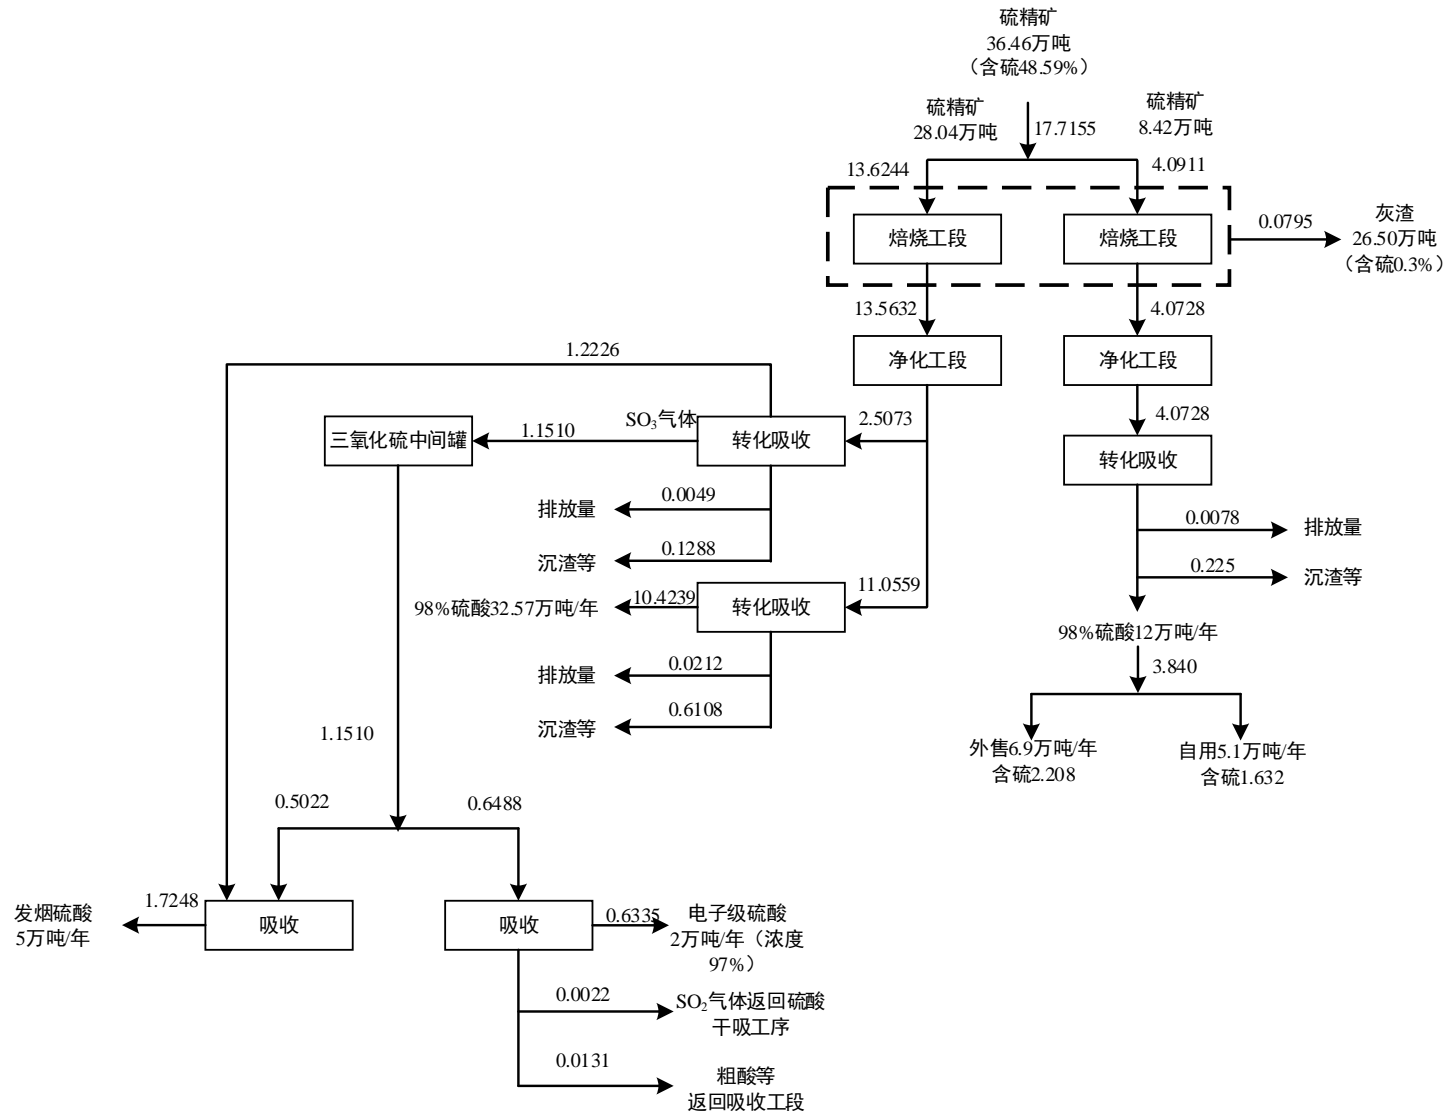 硫精矿
36.46万吨
（含硫48.59%）
硫精矿
28.04万吨
17.7155
硫精矿
8.42万吨
13.6244
4.0911
焙烧工段
焙烧工段
0.0795
灰渣
26.50万吨
（含硫0.3%）
13.5632
4.0728
净化工段
净化工段
1.2226
4.0728
三氧化硫中间罐
1.1510
SO₃气体
转化吸收
2.5073
转化吸收
排放量
0.0049
0.0078
排放量
沉渣等
0.1288
0.225
沉渣等
98%硫酸32.57万吨/年
10.4239
转化吸收
11.0559
98%硫酸12万吨/年
排放量
0.0212
3.840
沉渣等
0.6108
1.1510
外售6.9万吨/年
含硫2.208
自用5.1万吨/年
含硫1.632
0.5022
0.6488
发烟硫酸
5万吨/年
1.7248
吸收
吸收
0.6335
电子级硫酸
2万吨/年（浓度
97%）
0.0022
SO₂气体返回硫酸
干吸工序
0.0131
粗酸等
返回吸收工段